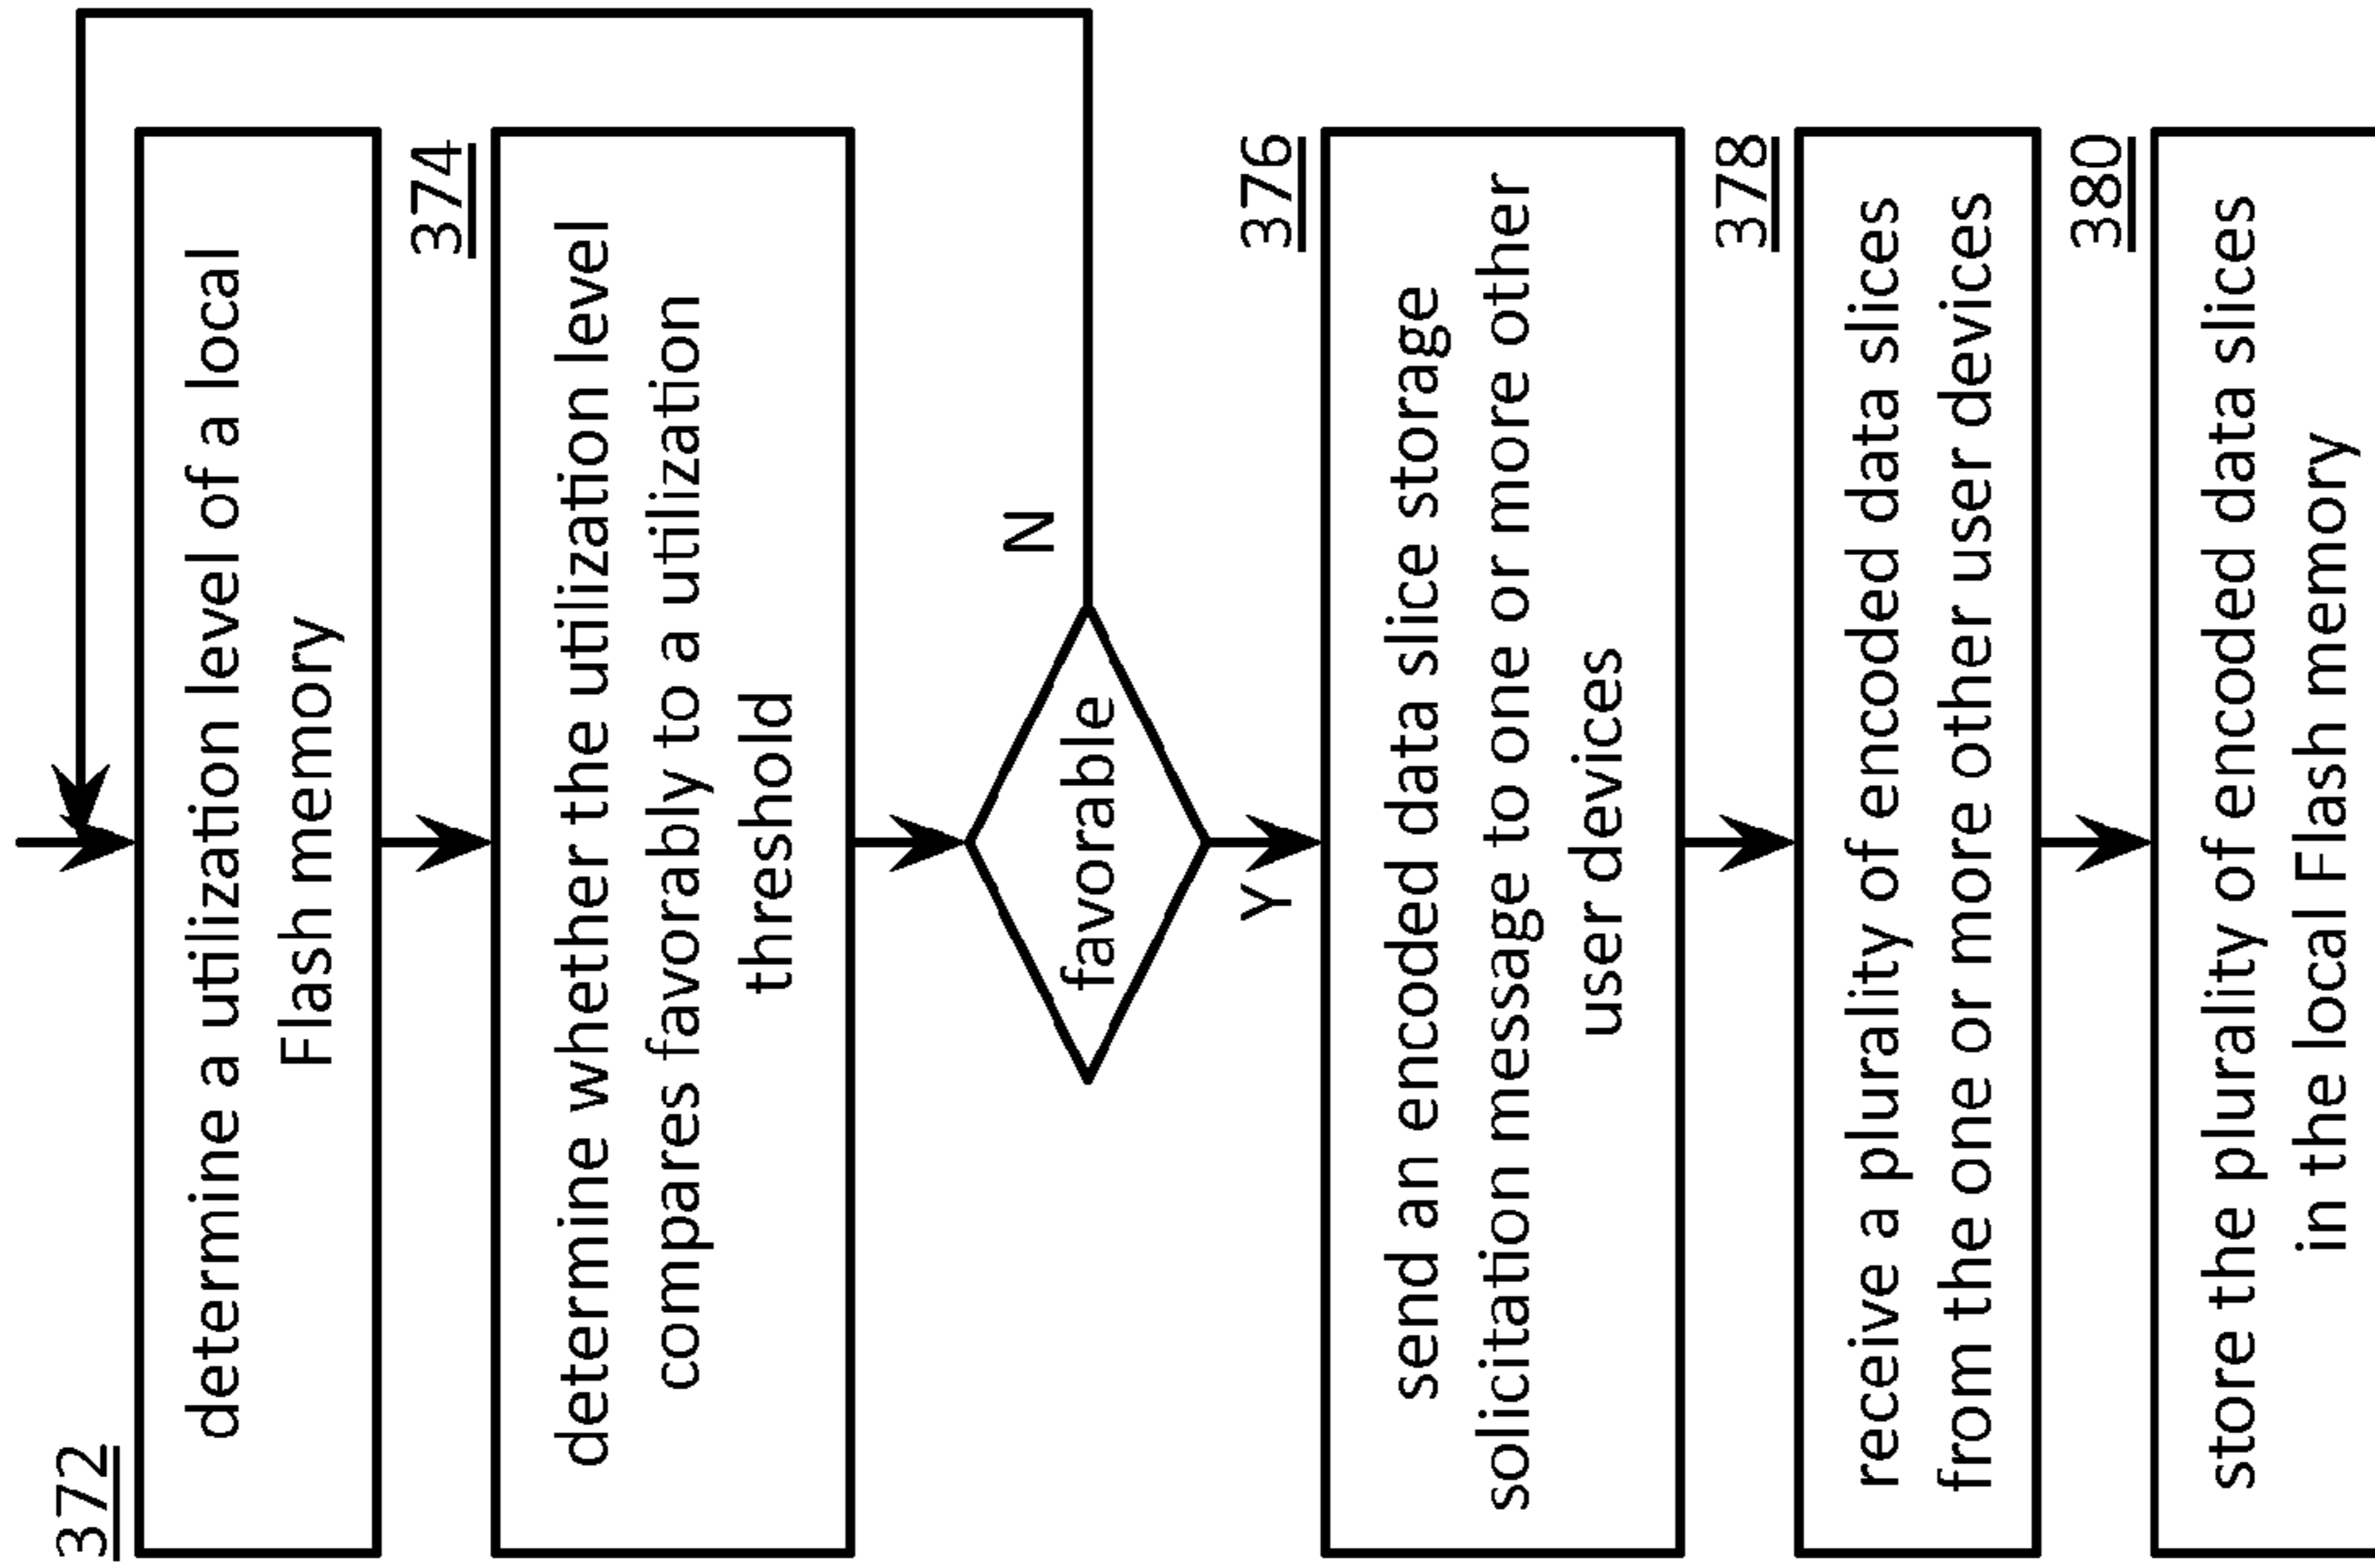 372
determine a utilization level of a local
Flash memory
374
determine whether the utilization level
compares favorably to a utilization
threshold
favorable
N
Y
376
send an encoded data slice storage
solicitation message to one or more other
user devices
378
receive a plurality of encoded data slices
from the one or more other user devices
380
store the plurality of encoded data slices
in the local Flash memory